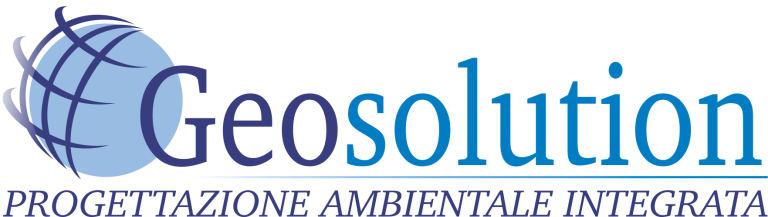 Geosolution
PROGETTAZIONE AMBIENTALE INTEGRATA